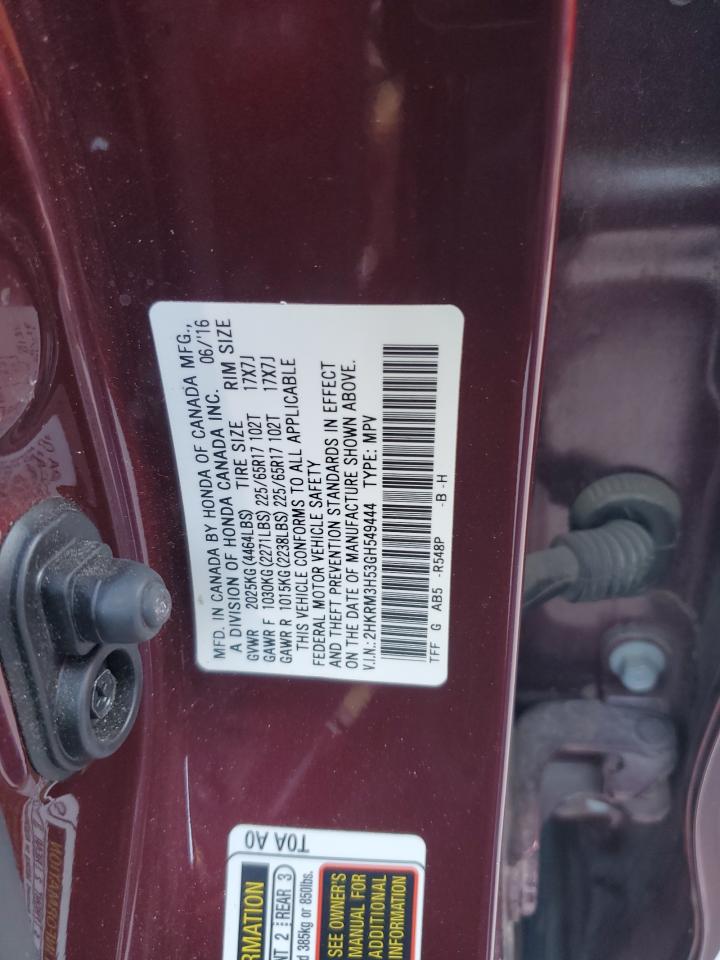 MFD. IN CANADA BY HONDA OF CANADA MFG.,
A DIVISION OF HONDA CANADA INC. 06/'16
TIRE SIZE RIM SIZE
GVWR 2025KG(4464LBS)
GAWR F 1030KG(2271LBS) 225/65R17 102T 17X7J
GAWR R 1015KG(2238LBS) 225/65R17 102T 17X7J
THIS VEHICLE CONFORMS TO ALL APPLICABLE
FEDERAL MOTOR VEHICLE SAFETY
AND THEFT PREVENTION STANDARDS IN EFFECT
ON THE DATE OF MANUFACTURE SHOWN ABOVE.
V.I.N.: 2HKRM3H53GH549444 TYPE: MPV
TFF G AB5 -R548P -B -H
T0A A0
RMATION
NT 2 REAR 3
d 385kg or 850lbs.
SEE OWNER'S
MANUAL FOR
ADDITIONAL
INFORMATION